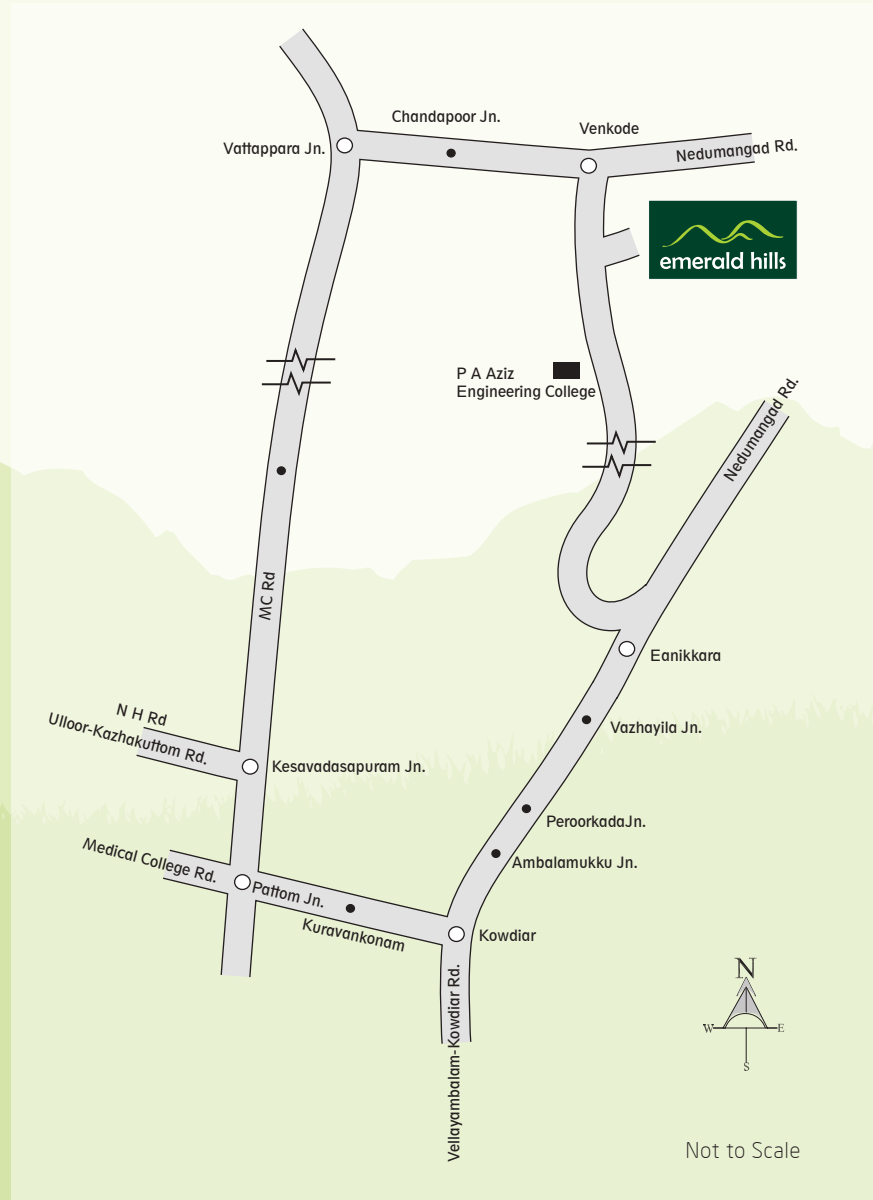 Chandapoor Jn.
Venkode
Vattappara Jn.
Nedumangad Rd.
emerald hills
P A Aziz
Engineering College
Nedumangad Rd.
MC Rd
Eanikkara
N H Rd
Ulloor-Kazhakuttom Rd.
Vazhayila Jn.
Kesavadasapuram Jn.
PeroorkadaJn.
Medical College Rd.
Ambalamukku Jn.
Pattom Jn.
Kuravankonam
Kowdiar
Vellayambalam-Kowdiar Rd.
N
W
E
S
Not to Scale